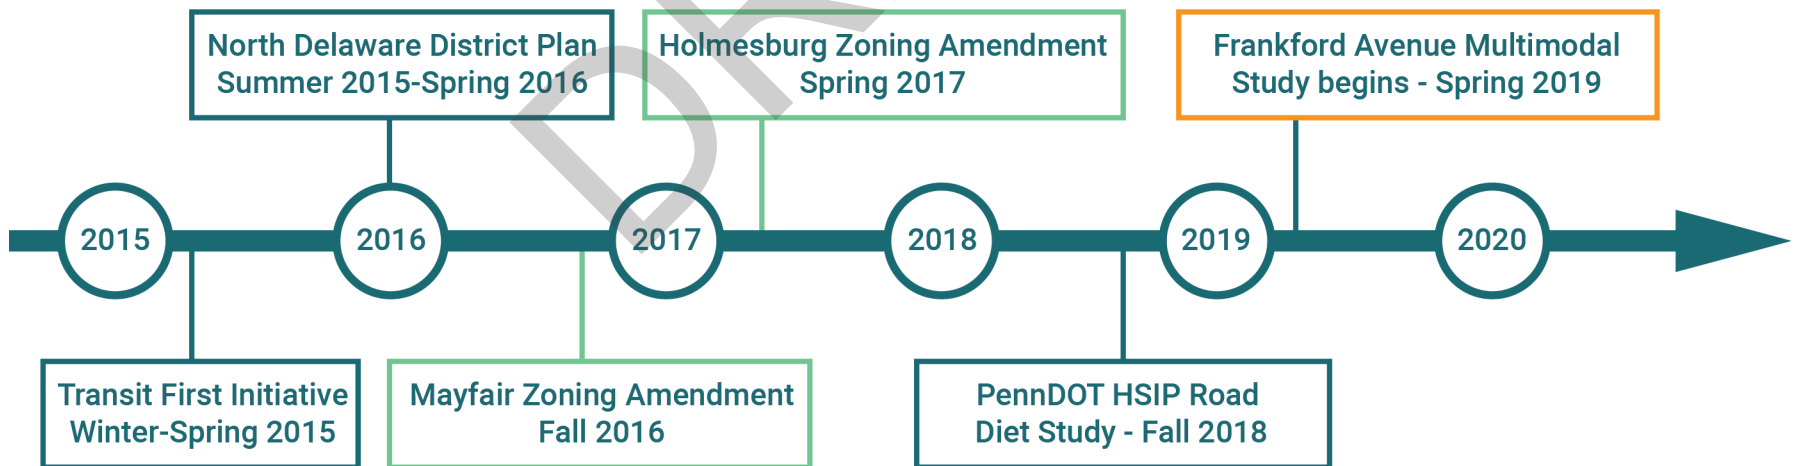 North Delaware District Plan
Summer 2015-Spring 2016
Holmesburg Zoning Amendment
Spring 2017
Frankford Avenue Multimodal
Study begins - Spring 2019
2015
2016
2017
2018
2019
2020
Transit First Initiative
Winter-Spring 2015
Mayfair Zoning Amendment
Fall 2016
PennDOT HSIP Road
Diet Study - Fall 2018